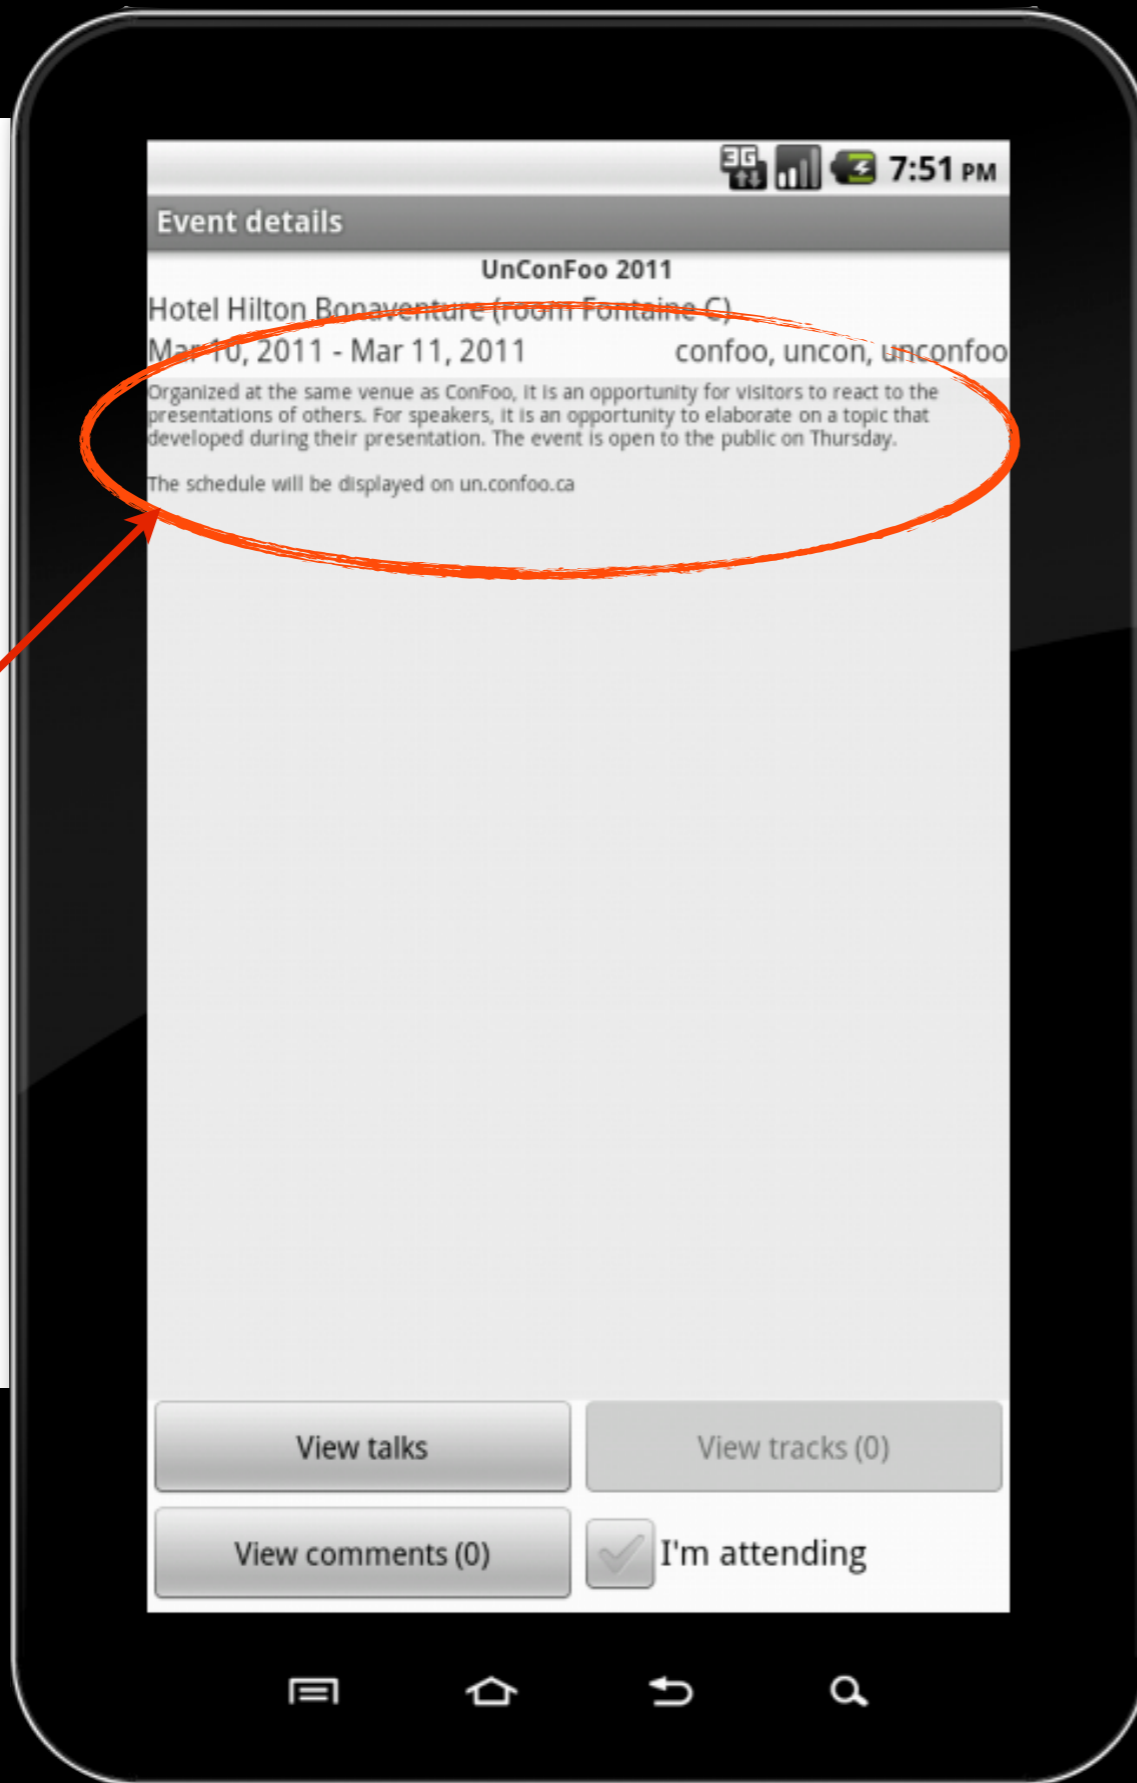 3G 7:51 PM
Event details
UnConFoo 2011
Hotel Hilton Bonaventure (room Fontaine C)
Mar 10, 2011 - Mar 11, 2011 confoo, uncon, unconfoo
Organized at the same venue as ConFoo, it is an opportunity for visitors to react to the
presentations of others. For speakers, it is an opportunity to elaborate on a topic that
developed during their presentation. The event is open to the public on Thursday.
The schedule will be displayed on un.confoo.ca
View talks View tracks (0)
View comments (0) I'm attending